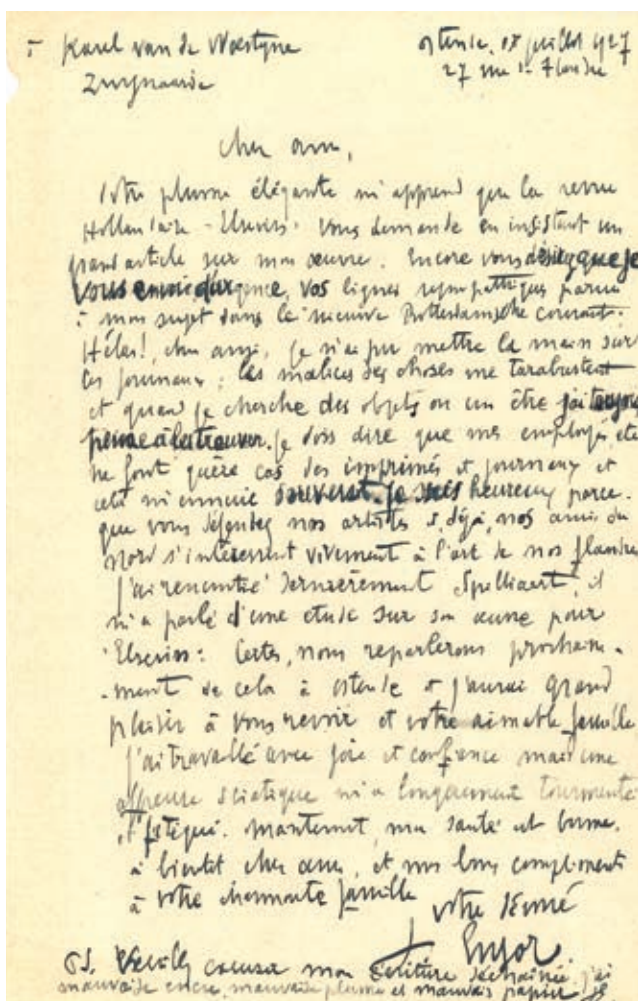 à Karel van de Woestyne
Zwynaarde
Ostende, 18 juillet 1927
27 rue de Flandre
Cher ami,
Votre plume élégante m'apprend que la revue
Hollandaise - Elsevirs - vous demande en insistant un
grand article sur mon œuvre. Encore vous désirez que je
vous envoie d'urgence, vos lignes sympathiques parues
à mon sujet dans le nieuwe Rotterdamsche courant.
Hélas!, cher ami, je n'ai pu mettre la main sur
ces journaux; les malices des choses me tarabustent
et quand je cherche des objets ou un être j'ai toujours
peine à les trouver. je dois dire que mes employés, etc
ne font guère cas des imprimés et journaux et
cela m'ennuie souvent. je suis heureux parce
que vous défendez nos artistes &, déjà, nos amis du
Nord s'intéressent vivement à l'art de nos flandres
J'ai rencontré dernièrement Spilliaert, il
m'a parlé d'une etude sur son œuvre pour
Elsevirs: Certes, nous reparlerons prochaine-
-ment de cela à Ostende et j'aurai grand
plaisir à vous revoir et votre aimable famille
j'ai travaillé avec joie et confiance mais une
affreuse sciatique m'a longuement tourmenté
et fatigué. maintenant, ma santé est bonne.
à bientôt cher ami, et mes bons compliments
à votre charmante famille
votre dévoué
J Ensor
PS. Veuillez excuser mon écriture j'ai
mauvaise encre, mauvaise plume et mauvais papier